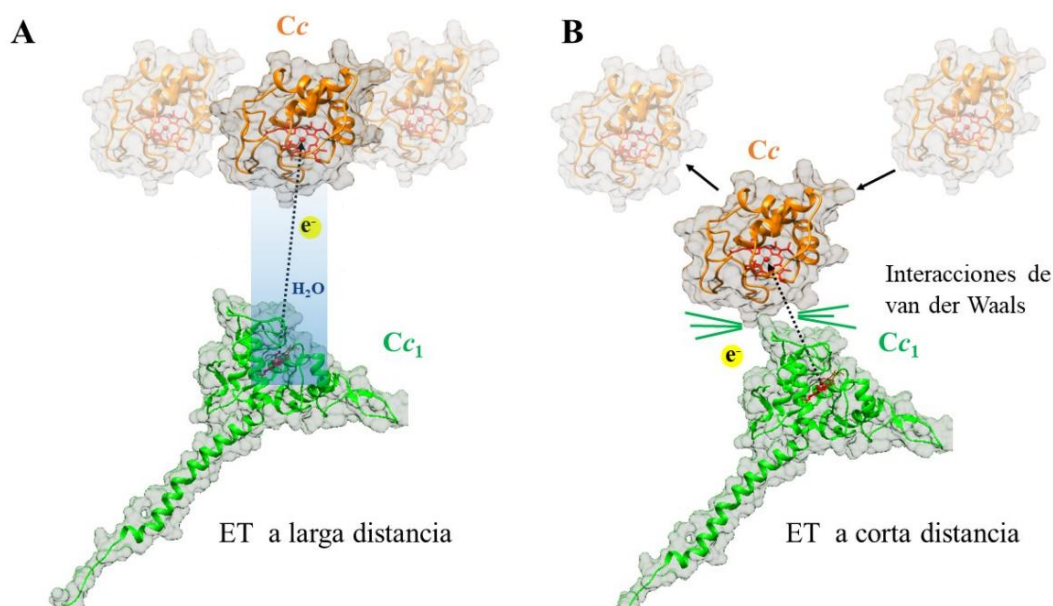 A
Cc
e⁻
H₂O
Cc₁
ET a larga distancia
B
Cc
Interacciones de
van der Waals
Cc₁
e⁻
ET a corta distancia